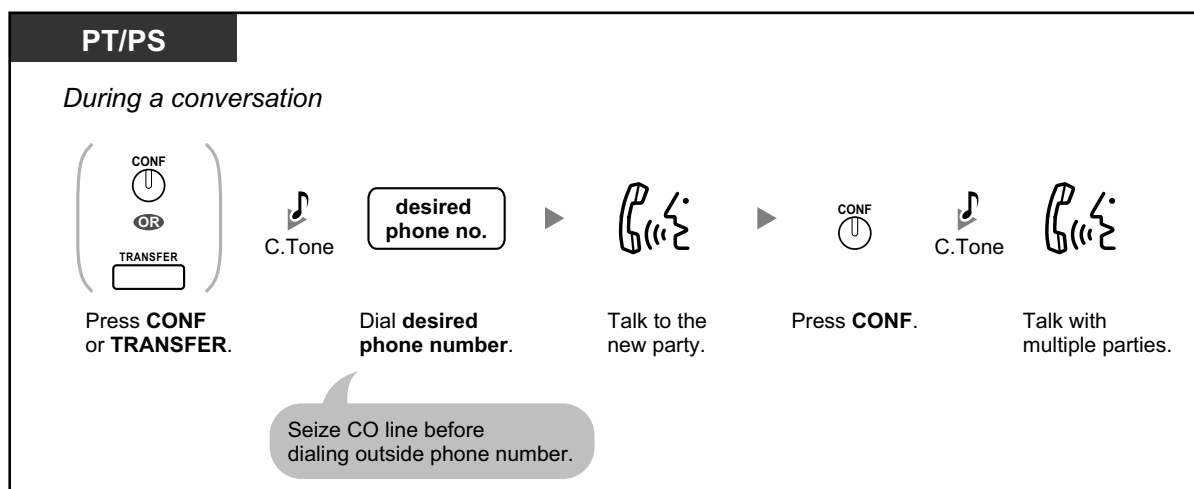 PT/PS
During a conversation
CONF
OR
TRANSFER
C.Tone
desired
phone no.
CONF
C.Tone
Press CONF
or TRANSFER.
Dial desired
phone number.
Talk to the
new party.
Press CONF.
Talk with
multiple parties.
Seize CO line before
dialing outside phone number.